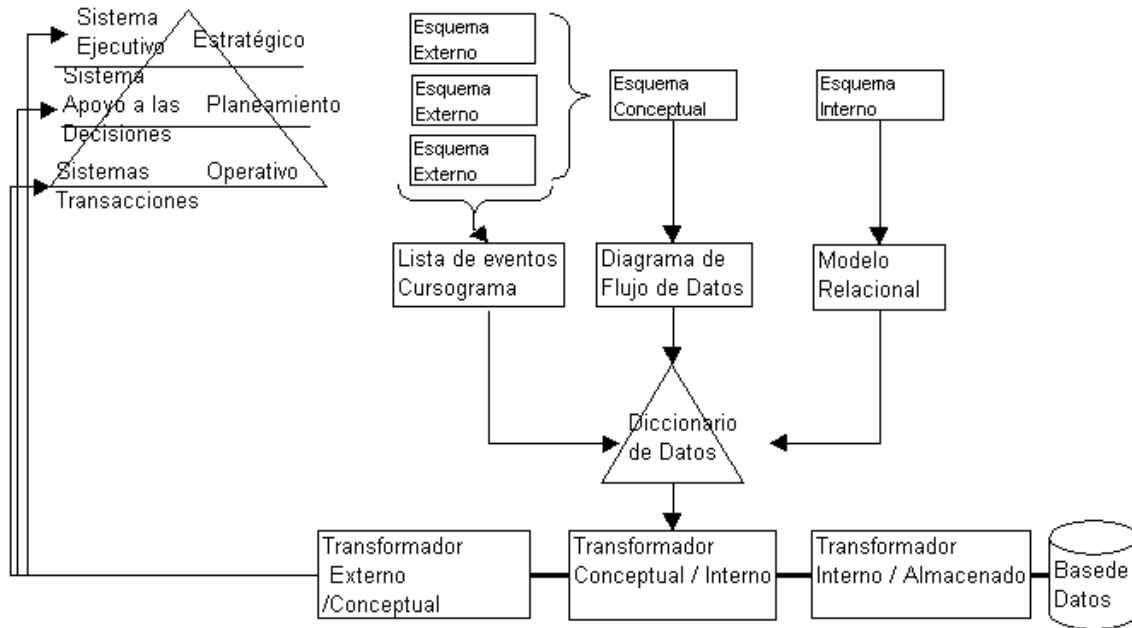 Sistema
Ejecutivo Estratégico
Sistema
Apoyo a las Planeamiento
Decisiones
Sistemas Operativo
Transacciones
Esquema
Externo
Esquema
Externo
Esquema
Externo
Esquema
Conceptual
Esquema
Interno
Lista de eventos
Cursograma
Diagrama de
Flujo de Datos
Modelo
Relacional
Diccionario
de Datos
Transformador
Externo
/Conceptual
Transformador
Conceptual / Interno
Transformador
Interno / Almacenado
Basede
Datos